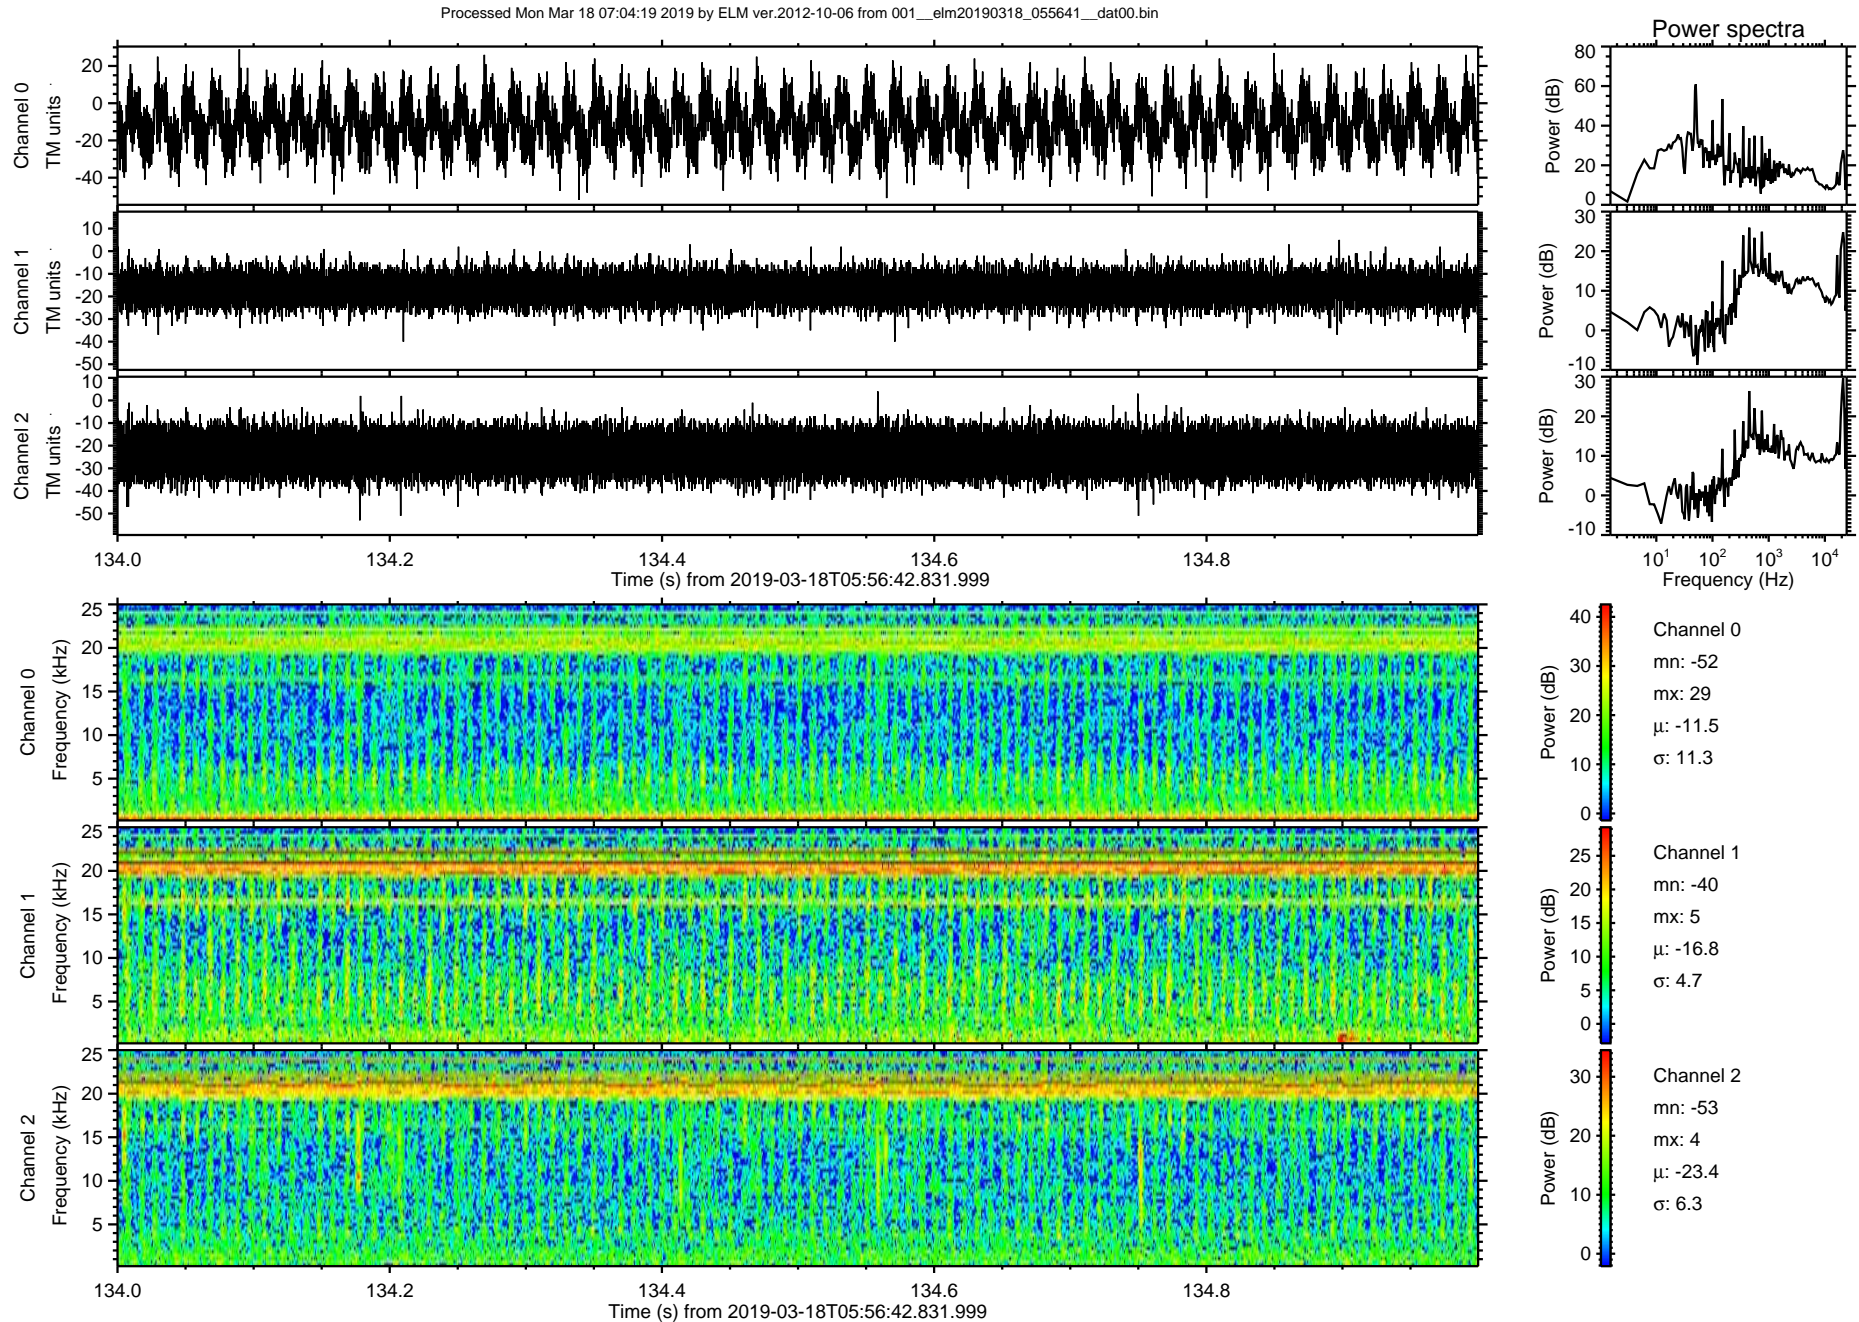 Processed Mon Mar 18 07:04:19 2019 by ELM ver.2012-10-06 from 001__elm20190318_055641__dat00.bin
Power spectra
Channel 0
TM units
20
0
-20
-40
Power (dB)
80
60
40
20
0
Channel 1
TM units
10
0
-10
-20
-30
-40
-50
Power (dB)
30
20
10
0
-10
Channel 2
TM units
10
0
-10
-20
-30
-40
-50
Power (dB)
30
20
10
0
-10
134.0 134.2 134.4 134.6 134.8
Time (s) from 2019-03-18T05:56:42.831.999
10¹ 10² 10³ 10⁴
Frequency (Hz)
Channel 0
Frequency (kHz)
25
20
15
10
5
Power (dB)
40
30
20
10
0
Channel 0
mn: -52
mx: 29
μ: -11.5
σ: 11.3
Channel 1
Frequency (kHz)
25
20
15
10
5
Power (dB)
25
20
15
10
5
0
Channel 1
mn: -40
mx: 5
μ: -16.8
σ: 4.7
Channel 2
Frequency (kHz)
25
20
15
10
5
Power (dB)
30
20
10
0
Channel 2
mn: -53
mx: 4
μ: -23.4
σ: 6.3
134.0 134.2 134.4 134.6 134.8
Time (s) from 2019-03-18T05:56:42.831.999